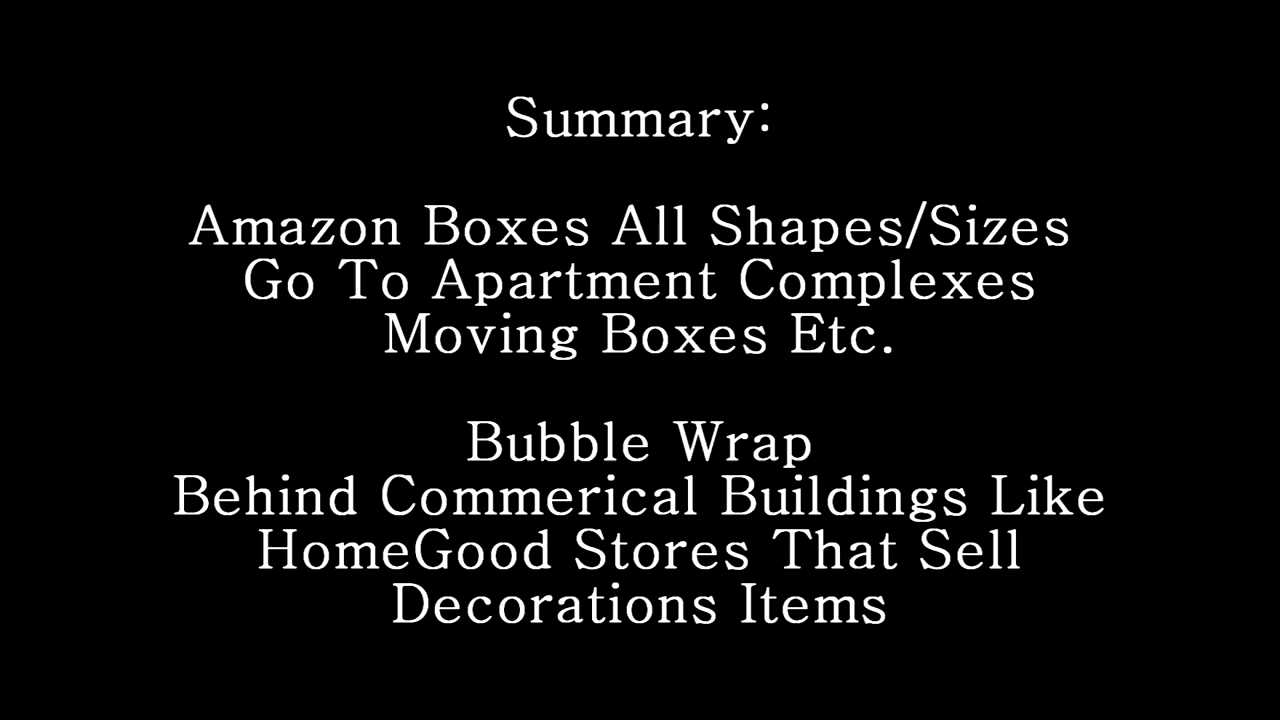 Summary:
Amazon Boxes All Shapes/Sizes
Go To Apartment Complexes
Moving Boxes Etc.
Bubble Wrap
Behind Commerical Buildings Like
HomeGood Stores That Sell
Decorations Items